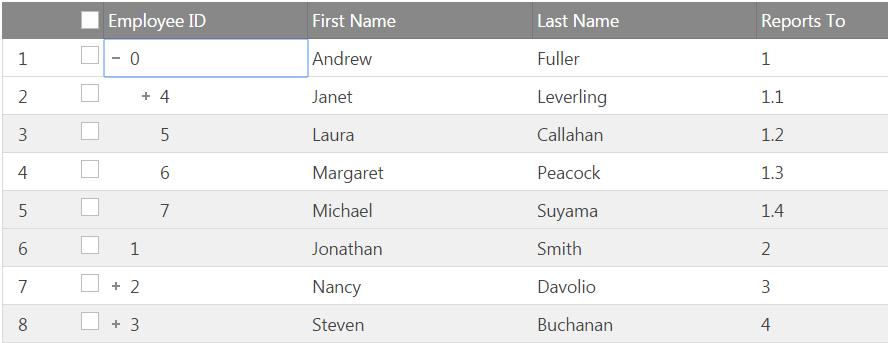 Employee ID First Name Last Name Reports To
1 − 0 Andrew Fuller 1
2 + 4 Janet Leverling 1.1
3 5 Laura Callahan 1.2
4 6 Margaret Peacock 1.3
5 7 Michael Suyama 1.4
6 1 Jonathan Smith 2
7 + 2 Nancy Davolio 3
8 + 3 Steven Buchanan 4